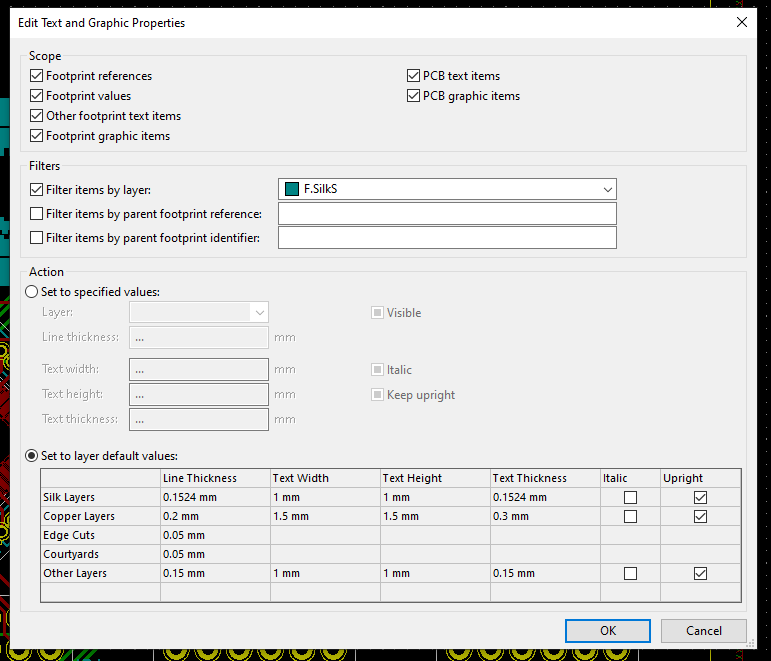 Edit Text and Graphic Properties
Scope
Footprint references
PCB text items
Footprint values
PCB graphic items
Other footprint text items
Footprint graphic items
Filters
Filter items by layer: F.SilkS
Filter items by parent footprint reference:
Filter items by parent footprint identifier:
Action
Set to specified values:
Layer: Visible
Line thickness: ... mm
Text width: ... mm Italic
Text height: ... mm Keep upright
Text thickness: ... mm
Set to layer default values:
Line Thickness Text Width Text Height Text Thickness Italic Upright
Silk Layers 0.1524 mm 1 mm 1 mm 0.1524 mm
Copper Layers 0.2 mm 1.5 mm 1.5 mm 0.3 mm
Edge Cuts 0.05 mm
Courtyards 0.05 mm
Other Layers 0.15 mm 1 mm 1 mm 0.15 mm
OK Cancel